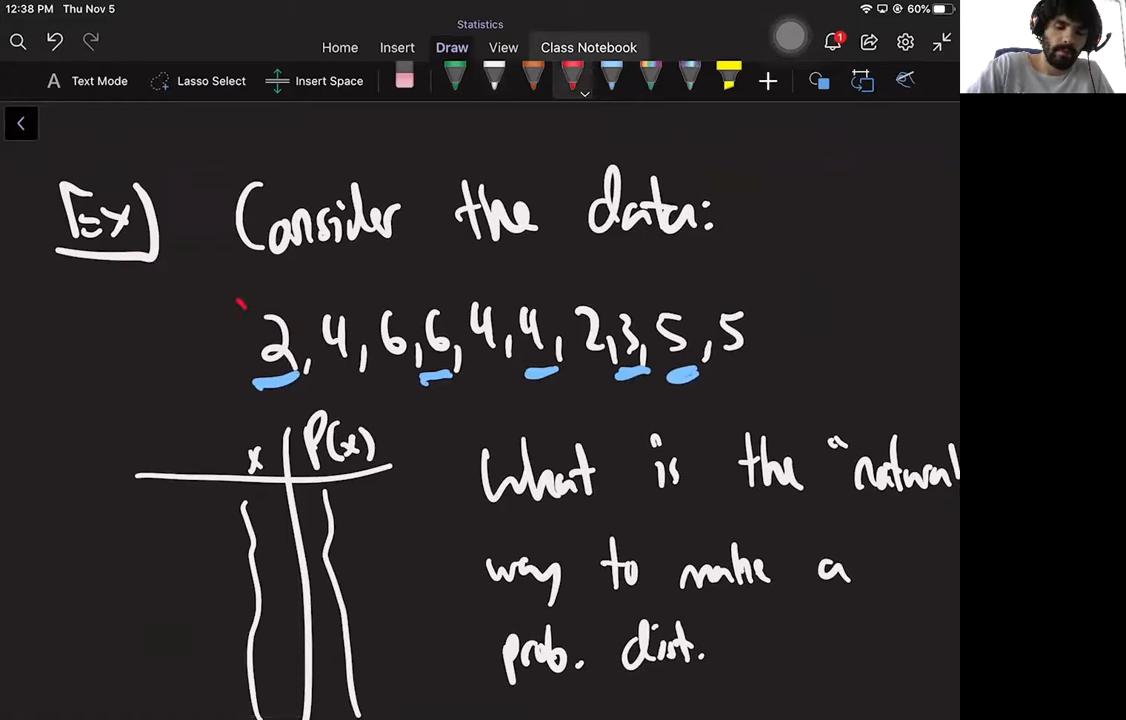 12:38 PM Thu Nov 5
60%
Statistics
Home Insert Draw View Class Notebook
1
A Text Mode Lasso Select Insert Space
Ex Consider the data:
2, 4, 6, 6, 4, 4, 2, 3, 5, 5
x P(x)
What is the "natural
way to make a
prob. dist.